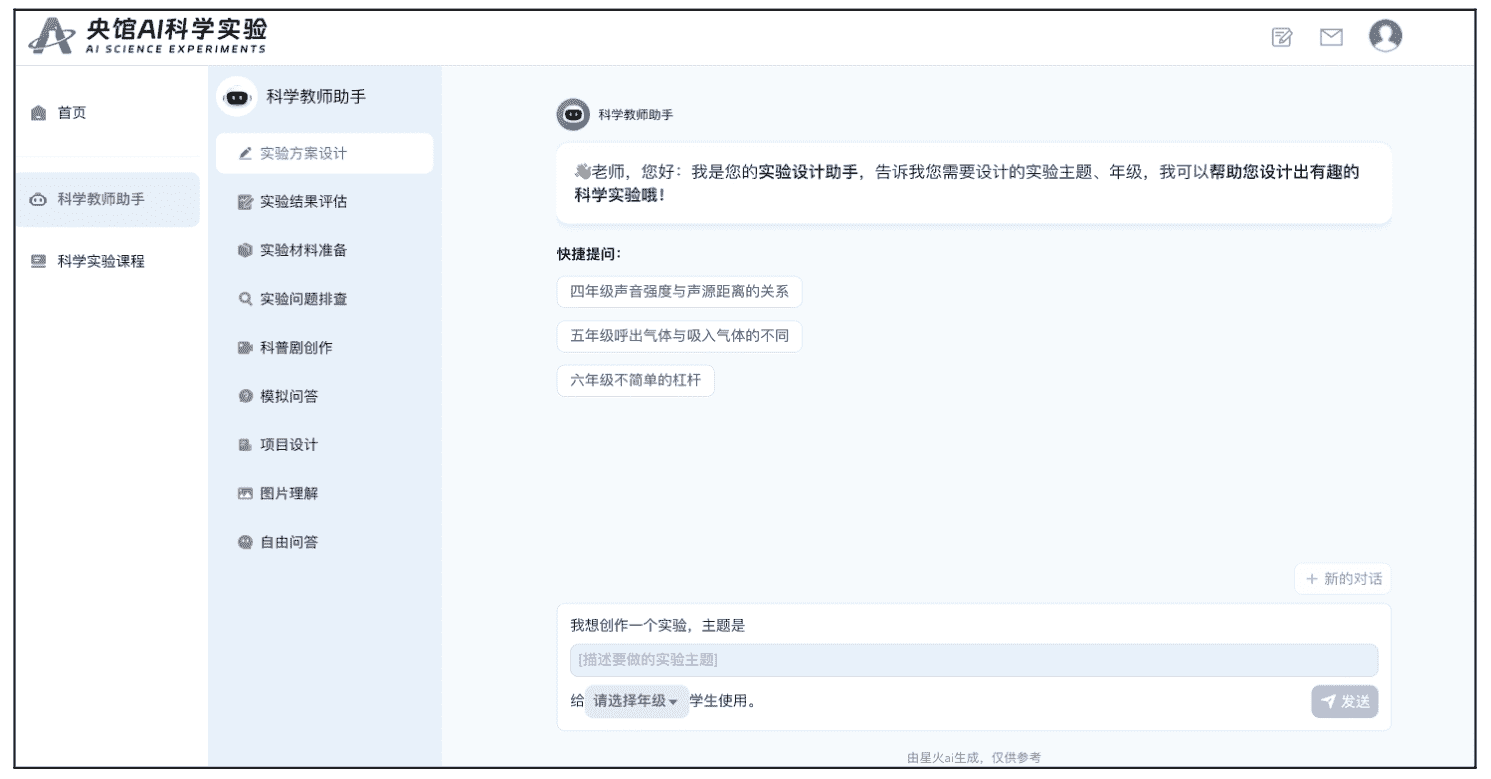 央馆AI科学实验
AI SCIENCE EXPERIMENTS
首页
科学教师助手
科学实验课程
科学教师助手
实验方案设计
实验结果评估
实验材料准备
实验问题排查
科普剧创作
模拟问答
项目设计
图片理解
自由问答
科学教师助手
👋老师，您好：我是您的实验设计助手，告诉我您需要设计的实验主题、年级，我可以帮助您设计出有趣的
科学实验哦！
快捷提问：
四年级声音强度与声源距离的关系
五年级呼出气体与吸入气体的不同
六年级不简单的杠杆
+ 新的对话
我想创作一个实验，主题是
[描述要做的实验主题]
给 请选择年级 学生使用。
发送
由星火ai生成，仅供参考